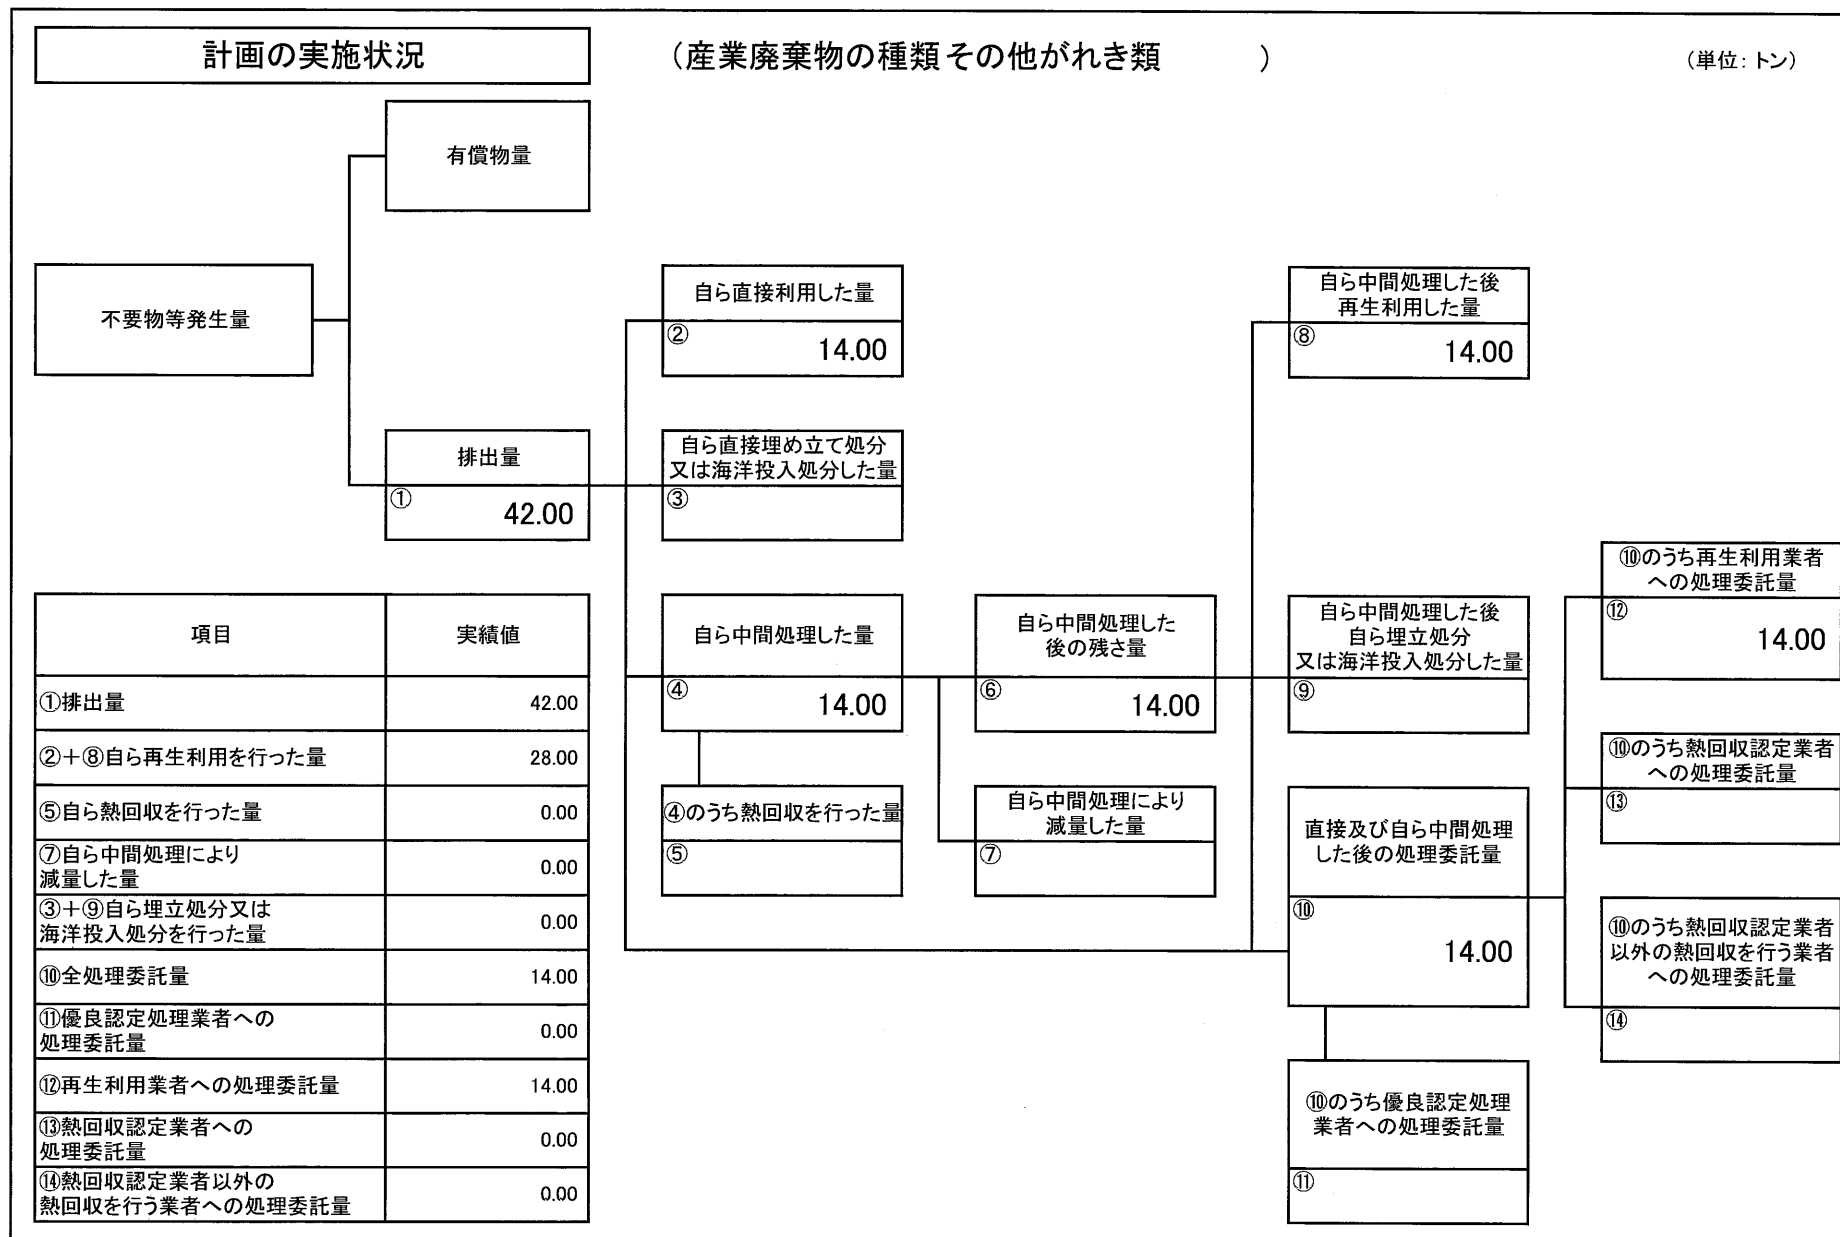 計画の実施状況
（産業廃棄物の種類 その他がれき類　　　）
（単位：トン）
有償物量
不要物等発生量
自ら直接利用した量
② 14.00
自ら中間処理した後
再生利用した量
⑧ 14.00
排出量
① 42.00
自ら直接埋め立て処分
又は海洋投入処分した量
③
⑩のうち再生利用業者
への処理委託量
⑫ 14.00
自ら中間処理した量
④ 14.00
自ら中間処理した
後の残さ量
⑥ 14.00
自ら中間処理した後
自ら埋立処分
又は海洋投入処分した量
⑨
⑩のうち熱回収認定業者
への処理委託量
⑬
④のうち熱回収を行った量
⑤
自ら中間処理により
減量した量
⑦
直接及び自ら中間処理
した後の処理委託量
⑩ 14.00
⑩のうち熱回収認定業者
以外の熱回収を行う業者
への処理委託量
⑭
⑩のうち優良認定処理
業者への処理委託量
⑪
項目 実績値
①排出量 42.00
②＋⑧自ら再生利用を行った量 28.00
⑤自ら熱回収を行った量 0.00
⑦自ら中間処理により
減量した量 0.00
③＋⑨自ら埋立処分又は
海洋投入処分を行った量 0.00
⑩全処理委託量 14.00
⑪優良認定処理業者への
処理委託量 0.00
⑫再生利用業者への処理委託量 14.00
⑬熱回収認定業者への
処理委託量 0.00
⑭熱回収認定業者以外の
熱回収を行う業者への処理委託量 0.00